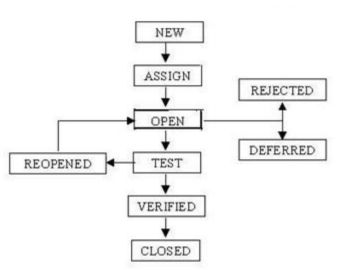 NEW
ASSIGN
REJECTED
OPEN
DEFERRED
REOPENED
TEST
VERIFIED
CLOSED